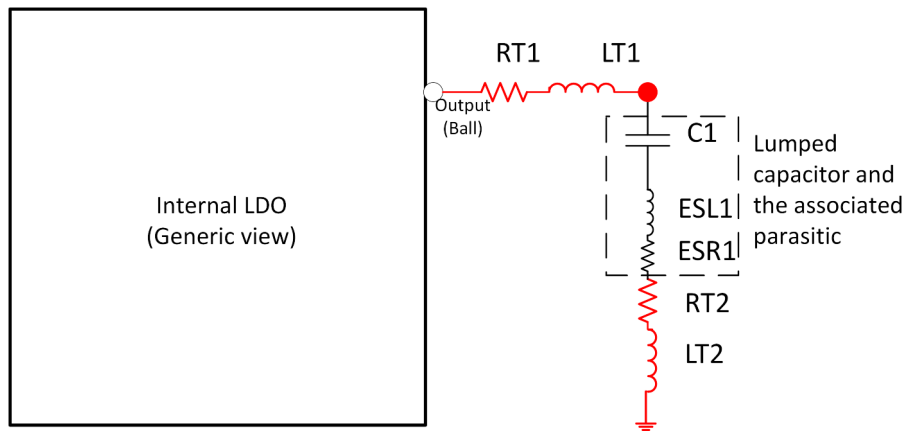 RT1
LT1
Output
(Ball)
C1
Lumped
capacitor and
the associated
parasitic
Internal LDO
(Generic view)
ESL1
ESR1
RT2
LT2